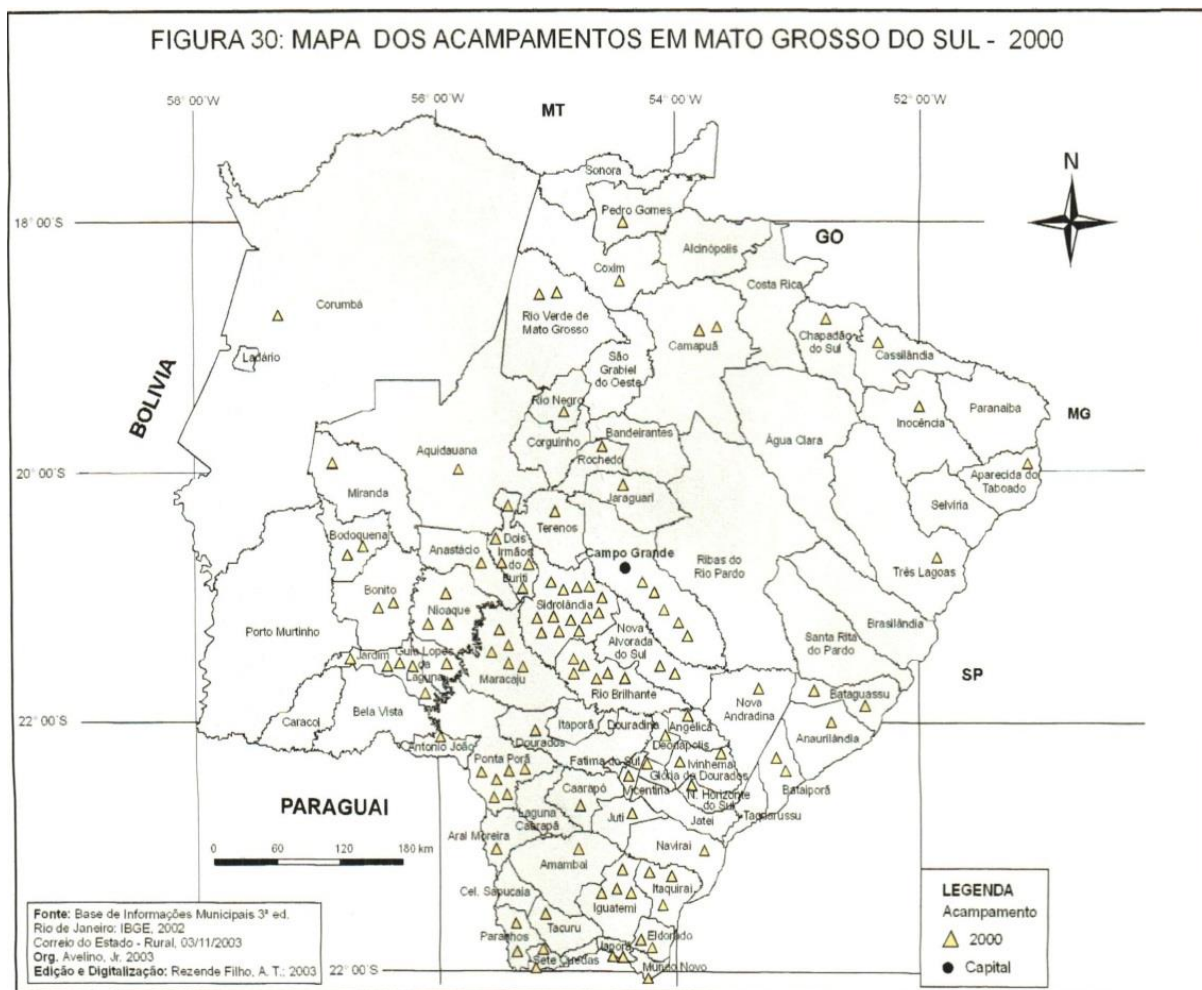 FIGURA 30: MAPA DOS ACAMPAMENTOS EM MATO GROSSO DO SUL - 2000
58° 00´W
56° 00´W
54° 00´W
52° 00´W
MT
N
Sonora
18° 00´S
Pedro Gomes
GO
Alcinópolis
Coxim
Costa Rica
Corumbá
Rio Verde de
Mato Grosso
Camapuã
Chapadão
do Sul
Cassilândia
Ladário
São
Grabiel
do Oeste
BOLIVIA
Rio Negro
Paranaiba
MG
Inocência
Corguinho
Bandeirantes
Água Clara
Aquidauana
Rochedo
20° 00´S
Aparecida do
Taboado
Miranda
Jaraguari
Selvíria
Terenos
Bodoquena
Anastácio
Dois
Irmãos
do
Buriti
Campo Grande
Ribas do
Rio Pardo
Três Lagoas
Bonito
Nioaque
Sidrolândia
Brasilândia
Porto Murtinho
Nova
Alvorada
do Sul
Santa Rita
do Pardo
Jardim
Guia Lopes
da
Laguna
Maracaju
SP
Rio Brilhante
Bataguassu
Nova
Andradina
Caracol
Bela Vista
22° 00´S
Itaporã
Douradina
Angélica
Anaurilândia
Antonio João
Dourados
Deodápolis
Ponta Porã
Fatima do Sul
Ivinhema
Glória de Dourados
Bataiporã
PARAGUAI
Caarapó
Vicentina
N. Horizonte
do Sul
Laguna
Caarapã
Juti
Jatei
Taquarussu
Aral Moreira
Navirai
0 60 120 180 km
Amambai
Cel. Sapucaia
Itaquirai
Iguatemi
LEGENDA
Acampamento
2000
Capital
Fonte: Base de Informações Municipais 3ª ed.
Rio de Janeiro: IBGE, 2002
Correio do Estado - Rural, 03/11/2003
Org. Avelino, Jr. 2003
Edição e Digitalização: Rezende Filho, A. T.; 2003
Paranhos
Tacuru
Eldorado
Japorã
Sete Quedas
Mundo Novo
22° 00´S